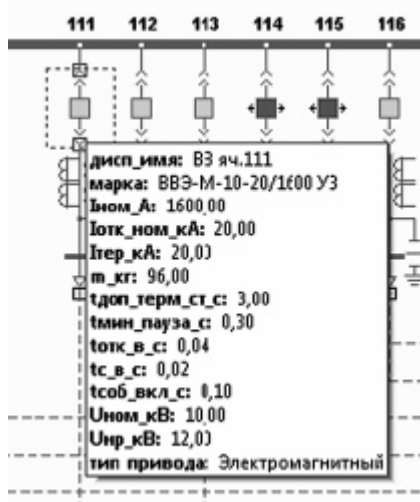 111 112 113 114 115 116
дисп_имя: ВЗ яч.111
марка: ВВЭ-М-10-20/1600 У3
Iном_А: 1600,00
Iотк_ном_кА: 20,00
Iтер_кА: 20,00
m_кг: 96,00
tдоп_терм_ст_с: 3,00
tмин_пауза_с: 0,30
tотк_в_с: 0,04
tс_в_с: 0,02
tсоб_вкл_с: 0,10
Uном_кВ: 10,00
Uнр_кВ: 12,00
тип привода: Электромагнитный